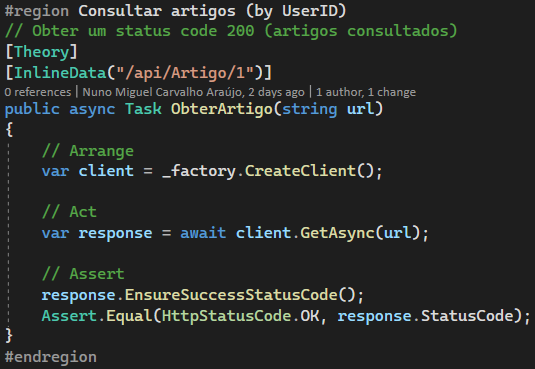 #region Consultar artigos (by UserID)
// Obter um status code 200 (artigos consultados)
[Theory]
[InlineData("/api/Artigo/1")]
0 references | Nuno Miguel Carvalho Araújo, 2 days ago | 1 author, 1 change
public async Task ObterArtigo(string url)
{
    // Arrange
    var client = _factory.CreateClient();
    // Act
    var response = await client.GetAsync(url);
    // Assert
    response.EnsureSuccessStatusCode();
    Assert.Equal(HttpStatusCode.OK, response.StatusCode);
}
#endregion